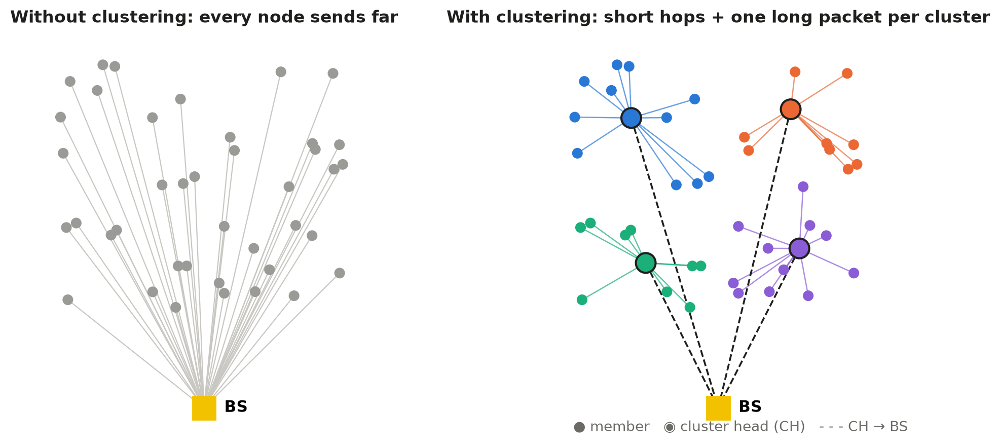 Without clustering: every node sends far
With clustering: short hops + one long packet per cluster
BS
BS
● member ◉ cluster head (CH) - - - CH → BS